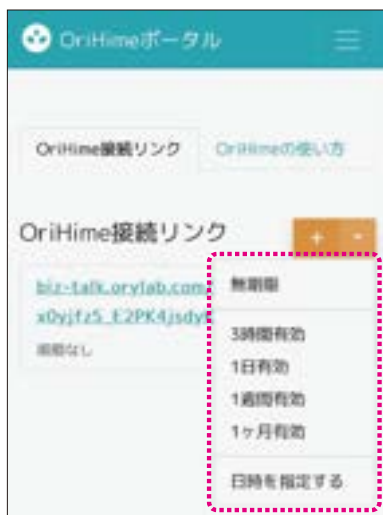 OriHimeポータル
OriHime接続リンク
OriHimeの使い方
OriHime接続リンク
+
biz-talk.orylab.com
x0yjfz5_E2PK4jsdy
期限なし
無期限
3時間有効
1日有効
1週間有効
1ヶ月有効
日時を指定する